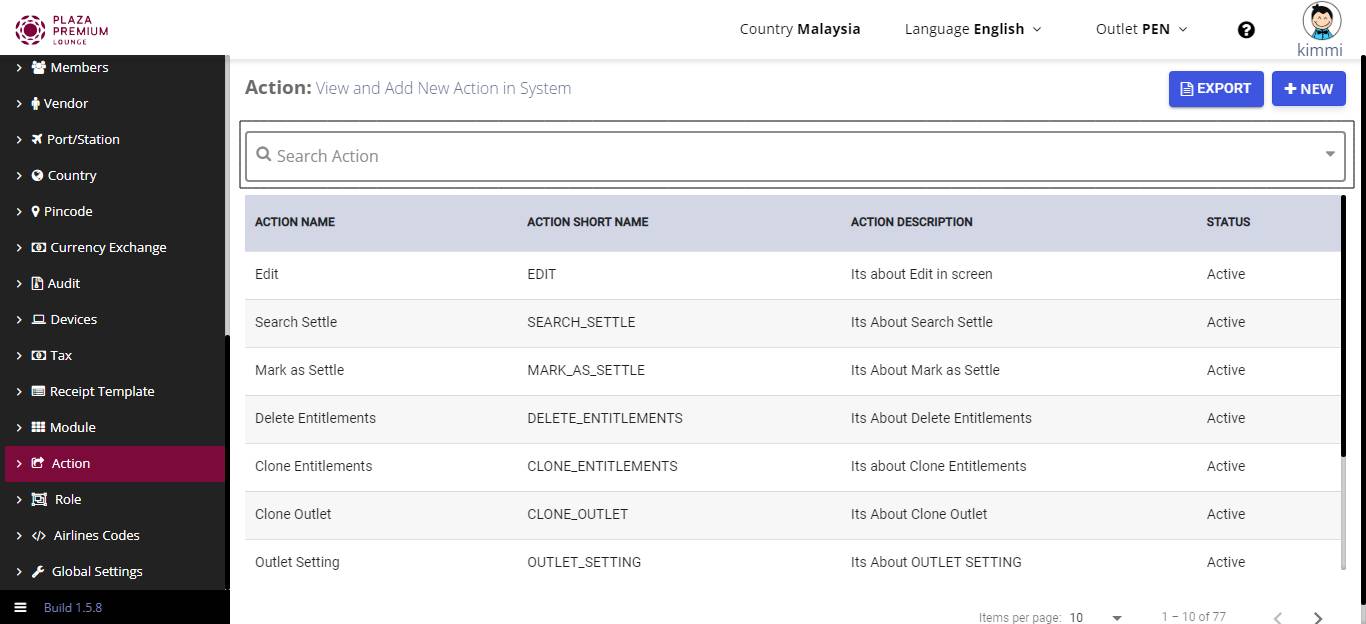 PLAZA
PREMIUM
LOUNGE
Country Malaysia
Language English
Outlet PEN
kimmi
Members
Vendor
Port/Station
Country
Pincode
Currency Exchange
Audit
Devices
Tax
Receipt Template
Module
Action
Role
Airlines Codes
Global Settings
Build 1.5.8
Action: View and Add New Action in System
EXPORT
NEW
Search Action
ACTION NAME ACTION SHORT NAME ACTION DESCRIPTION STATUS
Edit EDIT Its about Edit in screen Active
Search Settle SEARCH_SETTLE Its About Search Settle Active
Mark as Settle MARK_AS_SETTLE Its About Mark as Settle Active
Delete Entitlements DELETE_ENTITLEMENTS Its About Delete Entitlements Active
Clone Entitlements CLONE_ENTITLEMENTS Its about Clone Entitlements Active
Clone Outlet CLONE_OUTLET Its About Clone Outlet Active
Outlet Setting OUTLET_SETTING Its About OUTLET SETTING Active
Items per page: 10 1 – 10 of 77